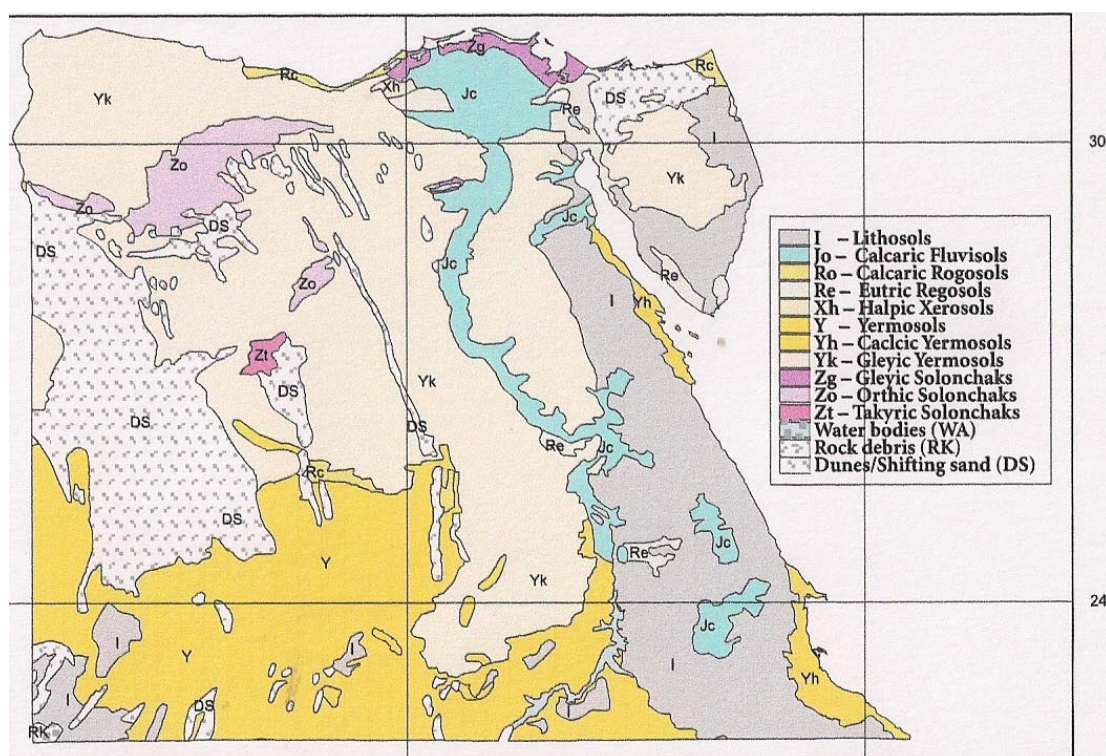 Zg
Rc
Rc
Xh
Yk
Jc
DS
Re
I
30
Zo
Yk
Zo
DS
DS
Jc
Jc
Re
Zo
I
Yh
Zt
Yk
DS
DS
DS
Re
Jc
Rc
DS
Y
Re
Jc
Yk
24
Jc
Y
I
I
I
Yh
I
DS
I
RK
I – Lithosols
Jo – Calcaric Fluvisols
Ro – Calcaric Rogosols
Re – Eutric Regosols
Xh – Halpic Xerosols
Y – Yermosols
Yh – Caclcic Yermosols
Yk – Gleyic Yermosols
Zg – Gleyic Solonchaks
Zo – Orthic Solonchaks
Zt – Takyric Solonchaks
Water bodies (WA)
Rock debris (RK)
Dunes/Shifting sand (DS)